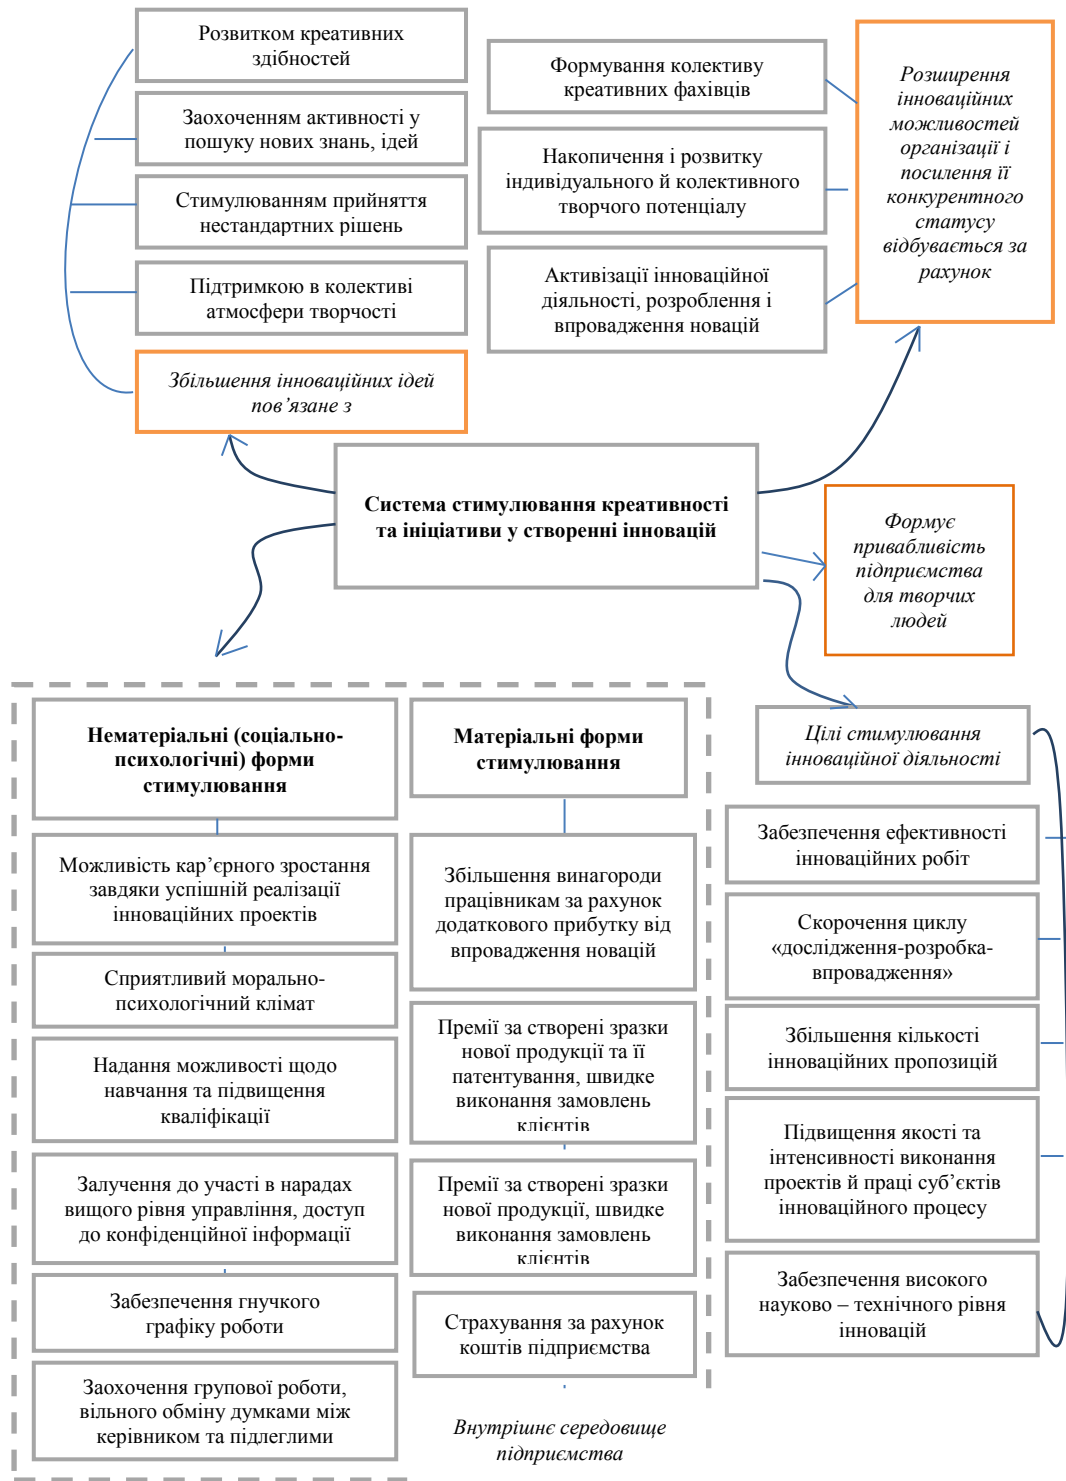 Розвитком креативних
здібностей
Заохоченням активності у
пошуку нових знань, ідей
Стимулюванням прийняття
нестандартних рішень
Підтримкою в колективі
атмосфери творчості
Збільшення інноваційних ідей
пов’язане з
Формування колективу
креативних фахівців
Накопичення і розвитку
індивідуального й колективного
творчого потенціалу
Активізації інноваційної
діяльності, розроблення і
впровадження новацій
Розширення
інноваційних
можливостей
організації і
посилення її
конкурентного
статусу
відбувається за
рахунок
Система стимулювання креативності
та ініціативи у створенні інновацій
Формує
привабливість
підприємства
для творчих
людей
Нематеріальні (соціально-
психологічні) форми
стимулювання
Можливість кар’єрного зростання
завдяки успішній реалізації
інноваційних проектів
Сприятливий морально-
психологічний клімат
Надання можливості щодо
навчання та підвищення
кваліфікації
Залучення до участі в нарадах
вищого рівня управління, доступ
до конфіденційної інформації
Забезпечення гнучкого
графіку роботи
Заохочення групової роботи,
вільного обміну думками між
керівником та підлеглими
Матеріальні форми
стимулювання
Збільшення винагороди
працівникам за рахунок
додаткового прибутку від
впровадження новацій
Премії за створені зразки
нової продукції та її
патентування, швидке
виконання замовлень
клієнтів
Премії за створені зразки
нової продукції, швидке
виконання замовлень
клієнтів
Страхування за рахунок
коштів підприємства
Внутрішнє середовище
підприємства
Цілі стимулювання
інноваційної діяльності
Забезпечення ефективності
інноваційних робіт
Скорочення циклу
«дослідження-розробка-
впровадження»
Збільшення кількості
інноваційних пропозицій
Підвищення якості та
інтенсивності виконання
проектів й праці суб’єктів
інноваційного процесу
Забезпечення високого
науково – технічного рівня
інновацій